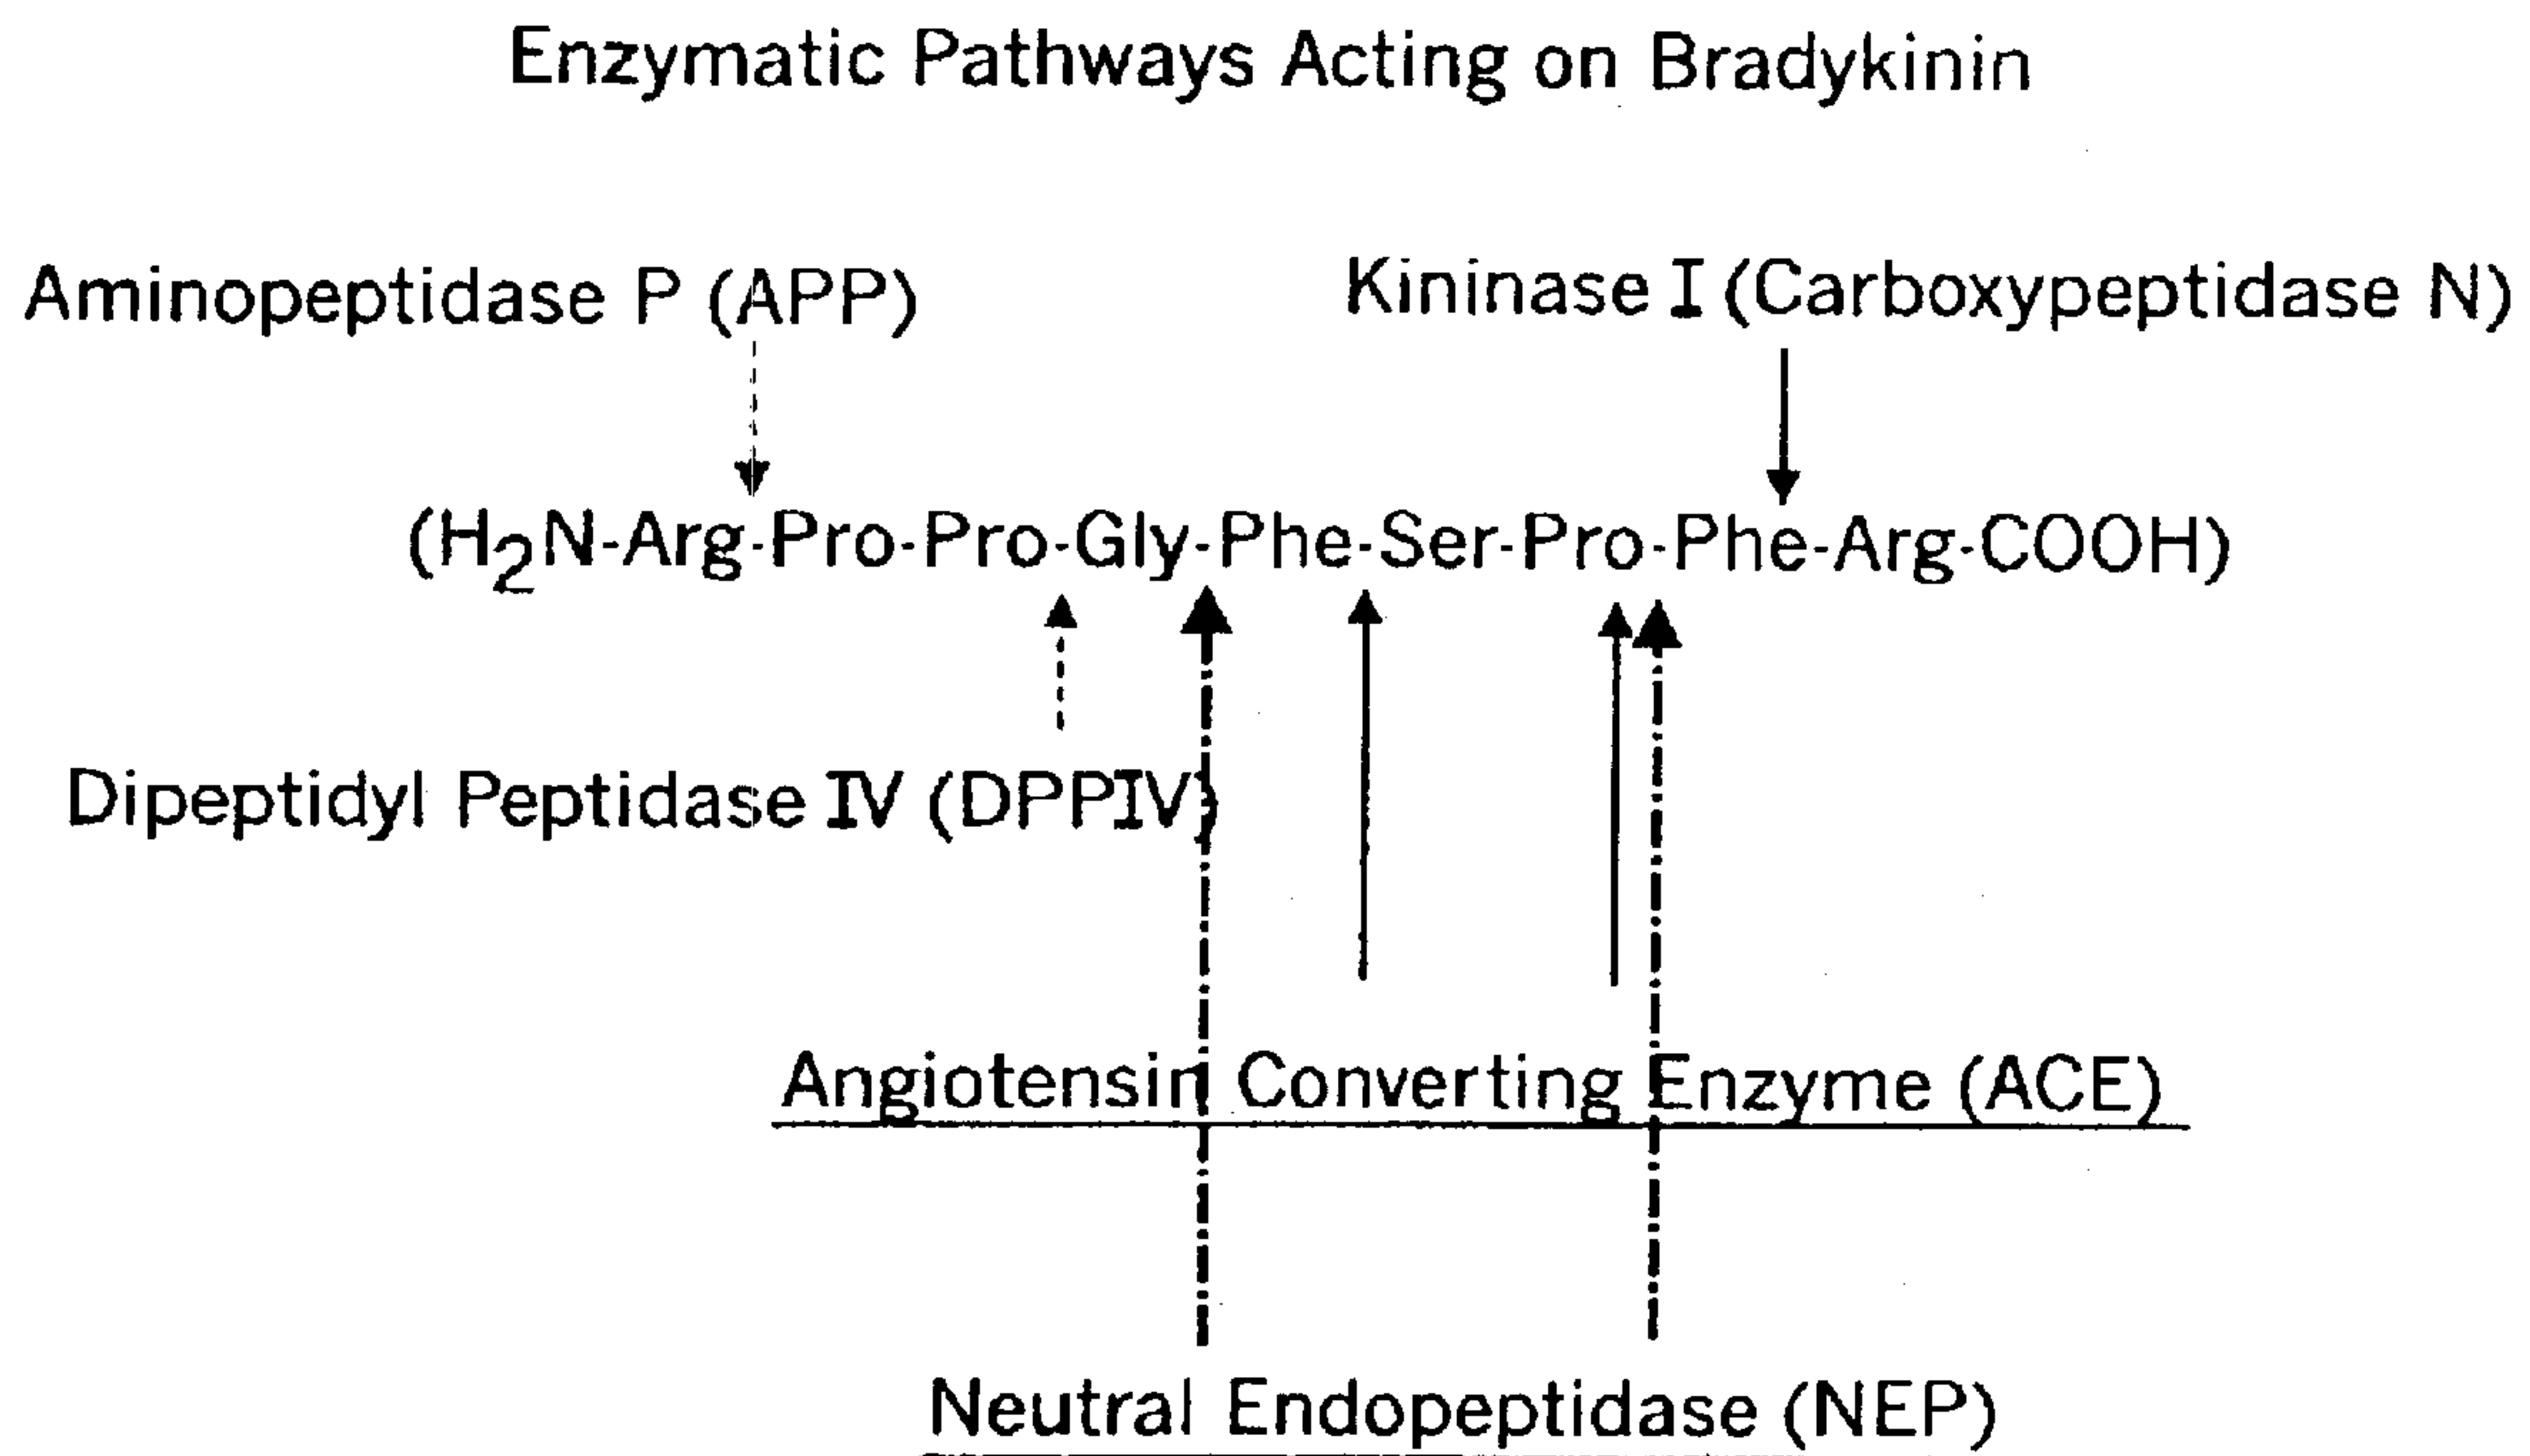 Enzymatic Pathways Acting on Bradykinin
Aminopeptidase P (APP)
Kininase I (Carboxypeptidase N)
(H2N-Arg-Pro-Pro-Gly-Phe-Ser-Pro-Phe-Arg-COOH)
Dipeptidyl Peptidase IV (DPPIV)
Angiotensin Converting Enzyme (ACE)
Neutral Endopeptidase (NEP)